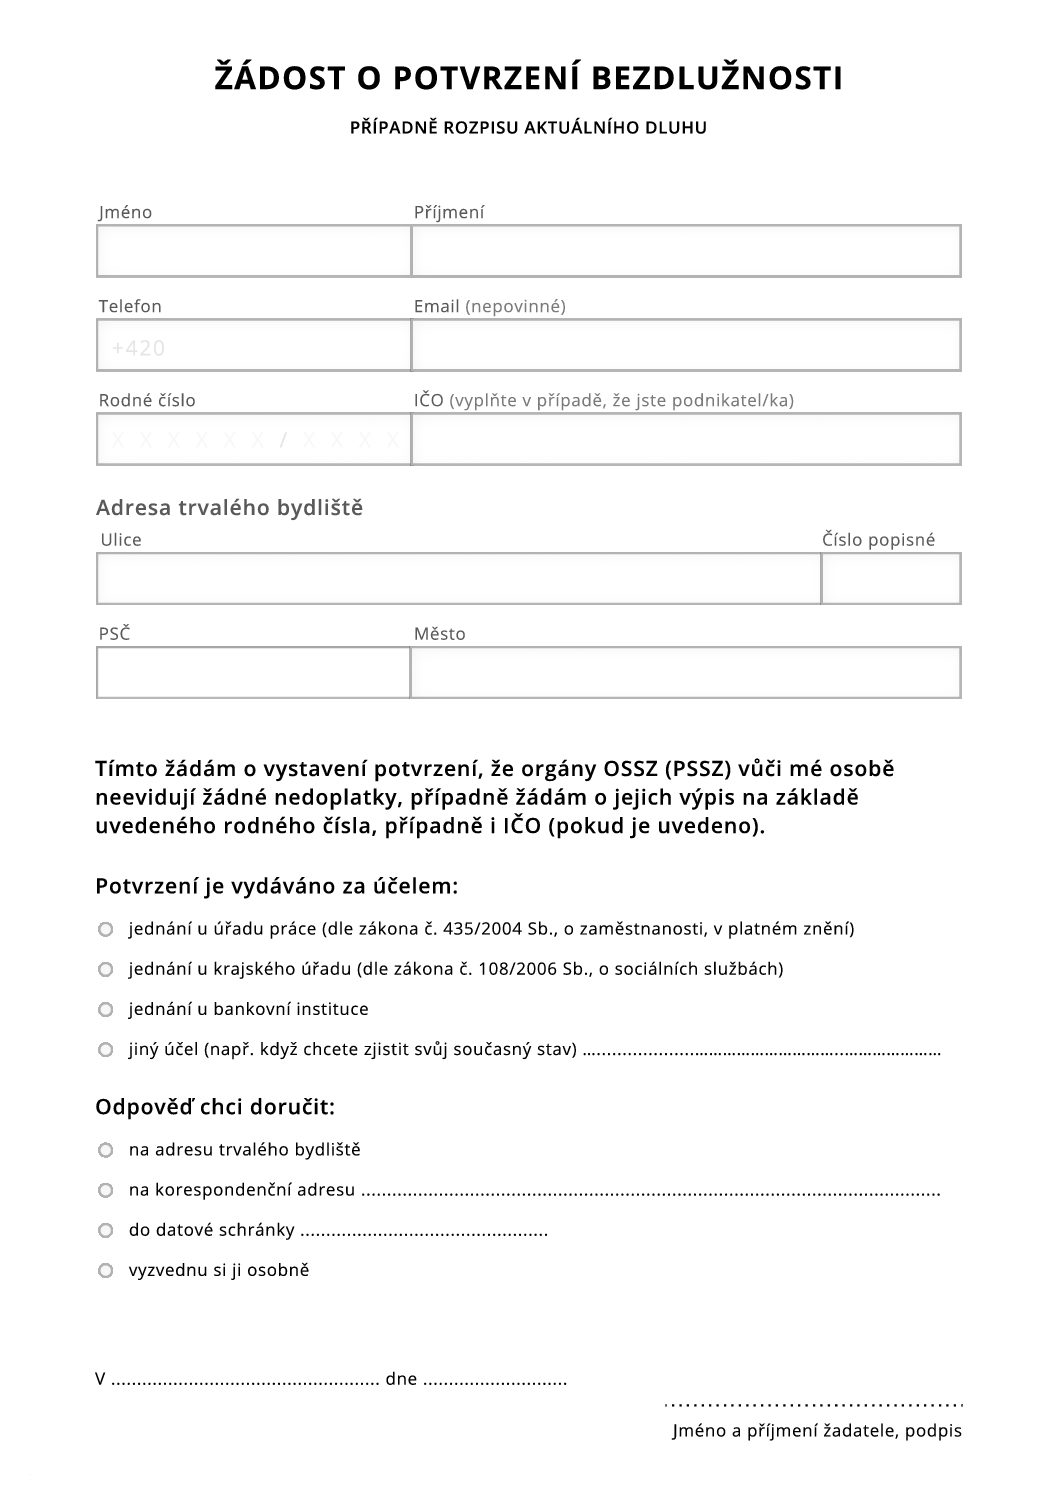 ŽÁDOST O POTVRZENÍ BEZDLUŽNOSTI
PŘÍPADNĚ ROZPISU AKTUÁLNÍHO DLUHU
Jméno Příjmení
Telefon Email (nepovinné)
+420
Rodné číslo IČO (vyplňte v případě, že jste podnikatel/ka)
X X X X X X / X X X X
Adresa trvalého bydliště
Ulice Číslo popisné
PSČ Město
Tímto žádám o vystavení potvrzení, že orgány OSSZ (PSSZ) vůči mé osobě
neevidují žádné nedoplatky, případně žádám o jejich výpis na základě
uvedeného rodného čísla, případně i IČO (pokud je uvedeno).
Potvrzení je vydáváno za účelem:
jednání u úřadu práce (dle zákona č. 435/2004 Sb., o zaměstnanosti, v platném znění)
jednání u krajského úřadu (dle zákona č. 108/2006 Sb., o sociálních službách)
jednání u bankovní instituce
jiný účel (např. když chcete zjistit svůj současný stav) ......................................................................
Odpověď chci doručit:
na adresu trvalého bydliště
na korespondenční adresu ................................................................................................................
do datové schránky ................................................
vyzvednu si ji osobně
V .................................................... dne ............................
........................................
Jméno a příjmení žadatele, podpis